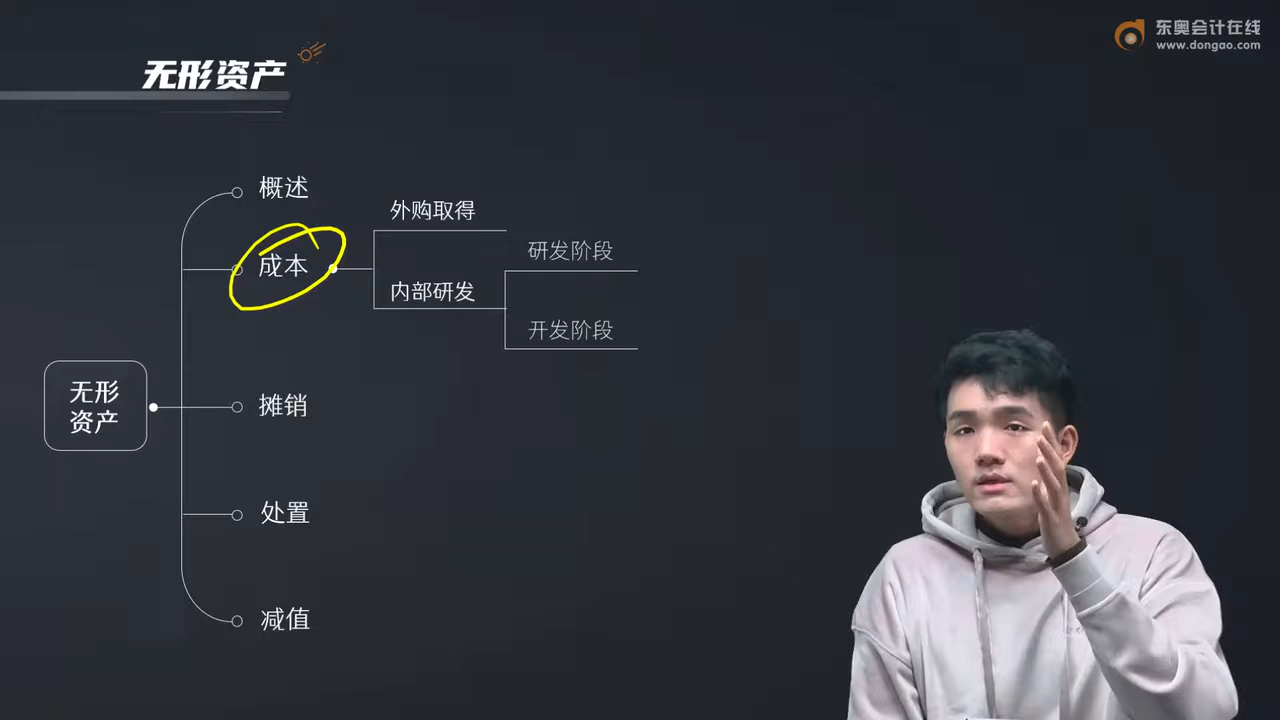 东奥会计在线
www.dongao.com
无形资产
概述
外购取得
研发阶段
成本
内部研发
开发阶段
无形
资产
摊销
处置
减值